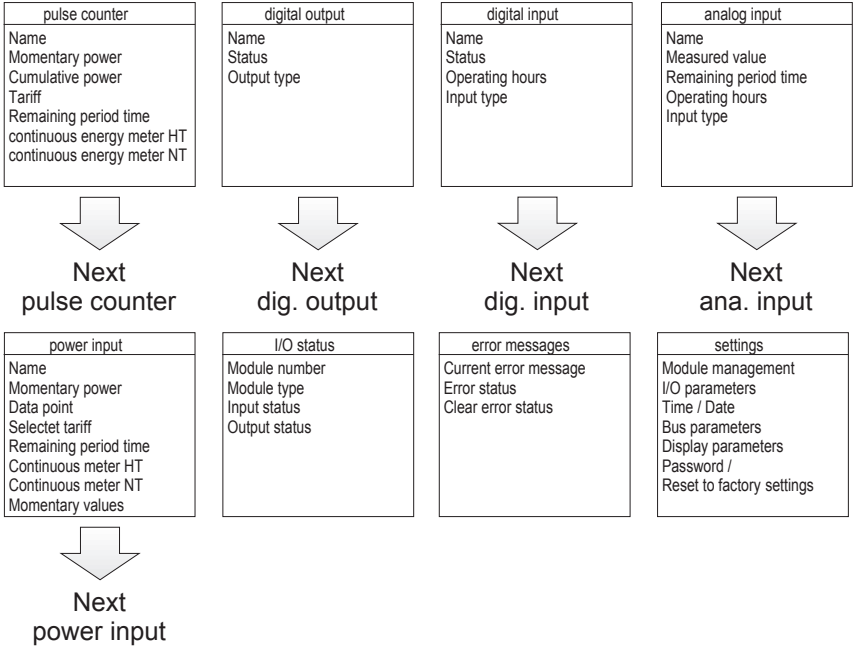 pulse counter
Name
Momentary power
Cumulative power
Tariff
Remaining period time
continuous energy meter HT
continuous energy meter NT
Next
pulse counter
digital output
Name
Status
Output type
Next
dig. output
digital input
Name
Status
Operating hours
Input type
Next
dig. input
analog input
Name
Measured value
Remaining period time
Operating hours
Input type
Next
ana. input
power input
Name
Momentary power
Data point
Selectet tariff
Remaining period time
Continuous meter HT
Continuous meter NT
Momentary values
Next
power input
I/O status
Module number
Module type
Input status
Output status
error messages
Current error message
Error status
Clear error status
settings
Module management
I/O parameters
Time / Date
Bus parameters
Display parameters
Password /
Reset to factory settings